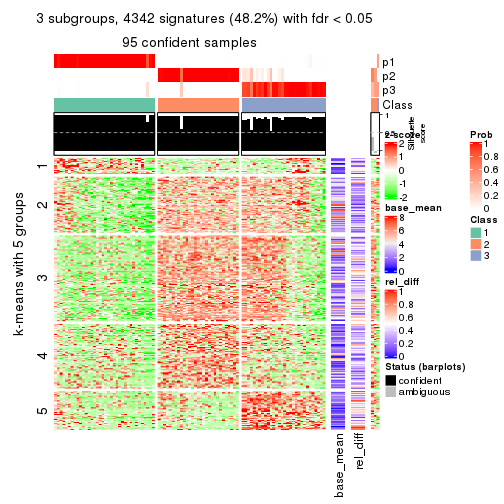 3 subgroups, 4342 signatures (48.2%) with fdr < 0.05
95 confident samples
p1
p2
p3
Class
1
0
Silhouette
score
k-means with 5 groups
1
2
3
4
5
base_mean
rel_diff
z-score
2
1
0
-1
-2
base_mean
8
6
4
2
0
rel_diff
1
0.8
0.6
0.4
0.2
0
Status (barplots)
confident
ambiguous
Prob
1
0.8
0.6
0.4
0.2
0
Class
1
2
3